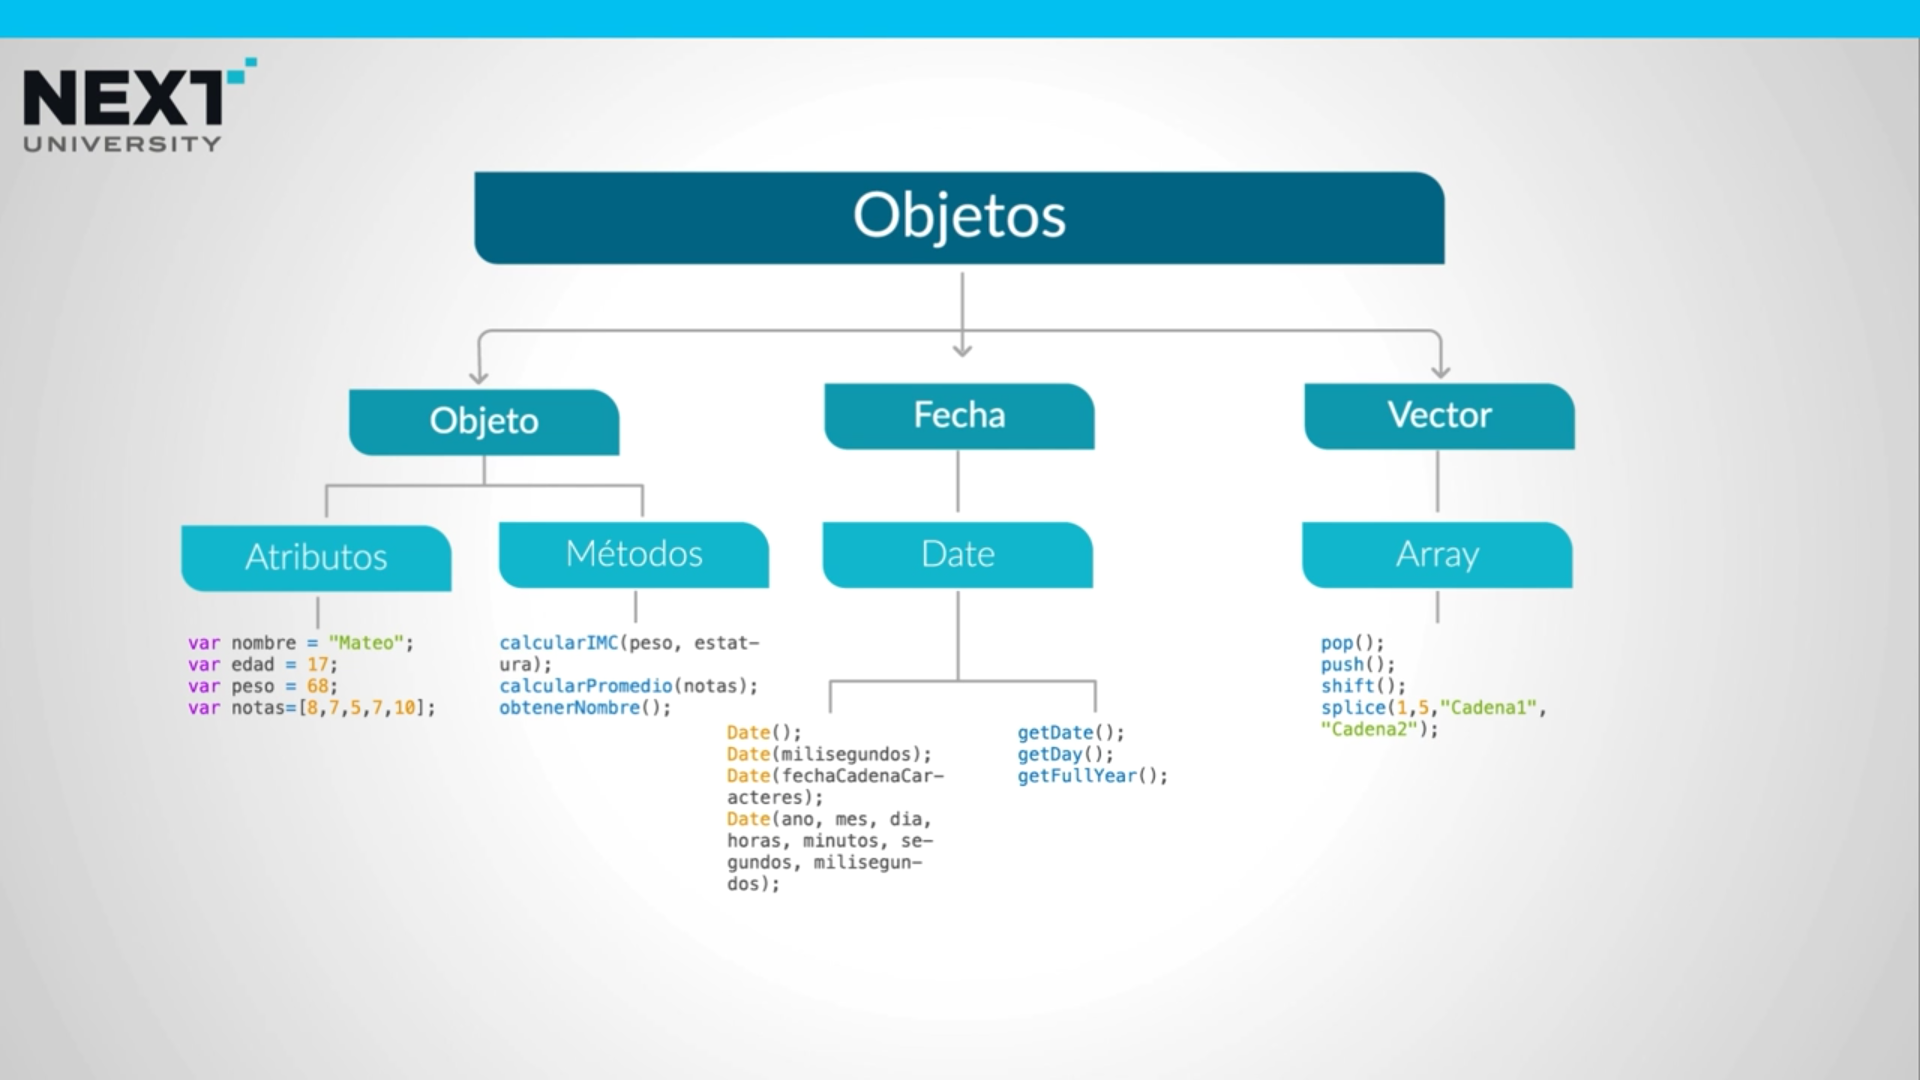 NEXT
UNIVERSITY
Objetos
Objeto
Fecha
Vector
Atributos
Métodos
Date
Array
var nombre = "Mateo";
var edad = 17;
var peso = 68;
var notas=[8,7,5,7,10];
calcularIMC(peso, estat-
ura);
calcularPromedio(notas);
obtenerNombre();
Date();
Date(milisegundos);
Date(fechaCadenaCar-
acteres);
Date(ano, mes, dia,
horas, minutos, se-
gundos, milisegun-
dos);
getDate();
getDay();
getFullYear();
pop();
push();
shift();
splice(1,5,"Cadena1",
"Cadena2");